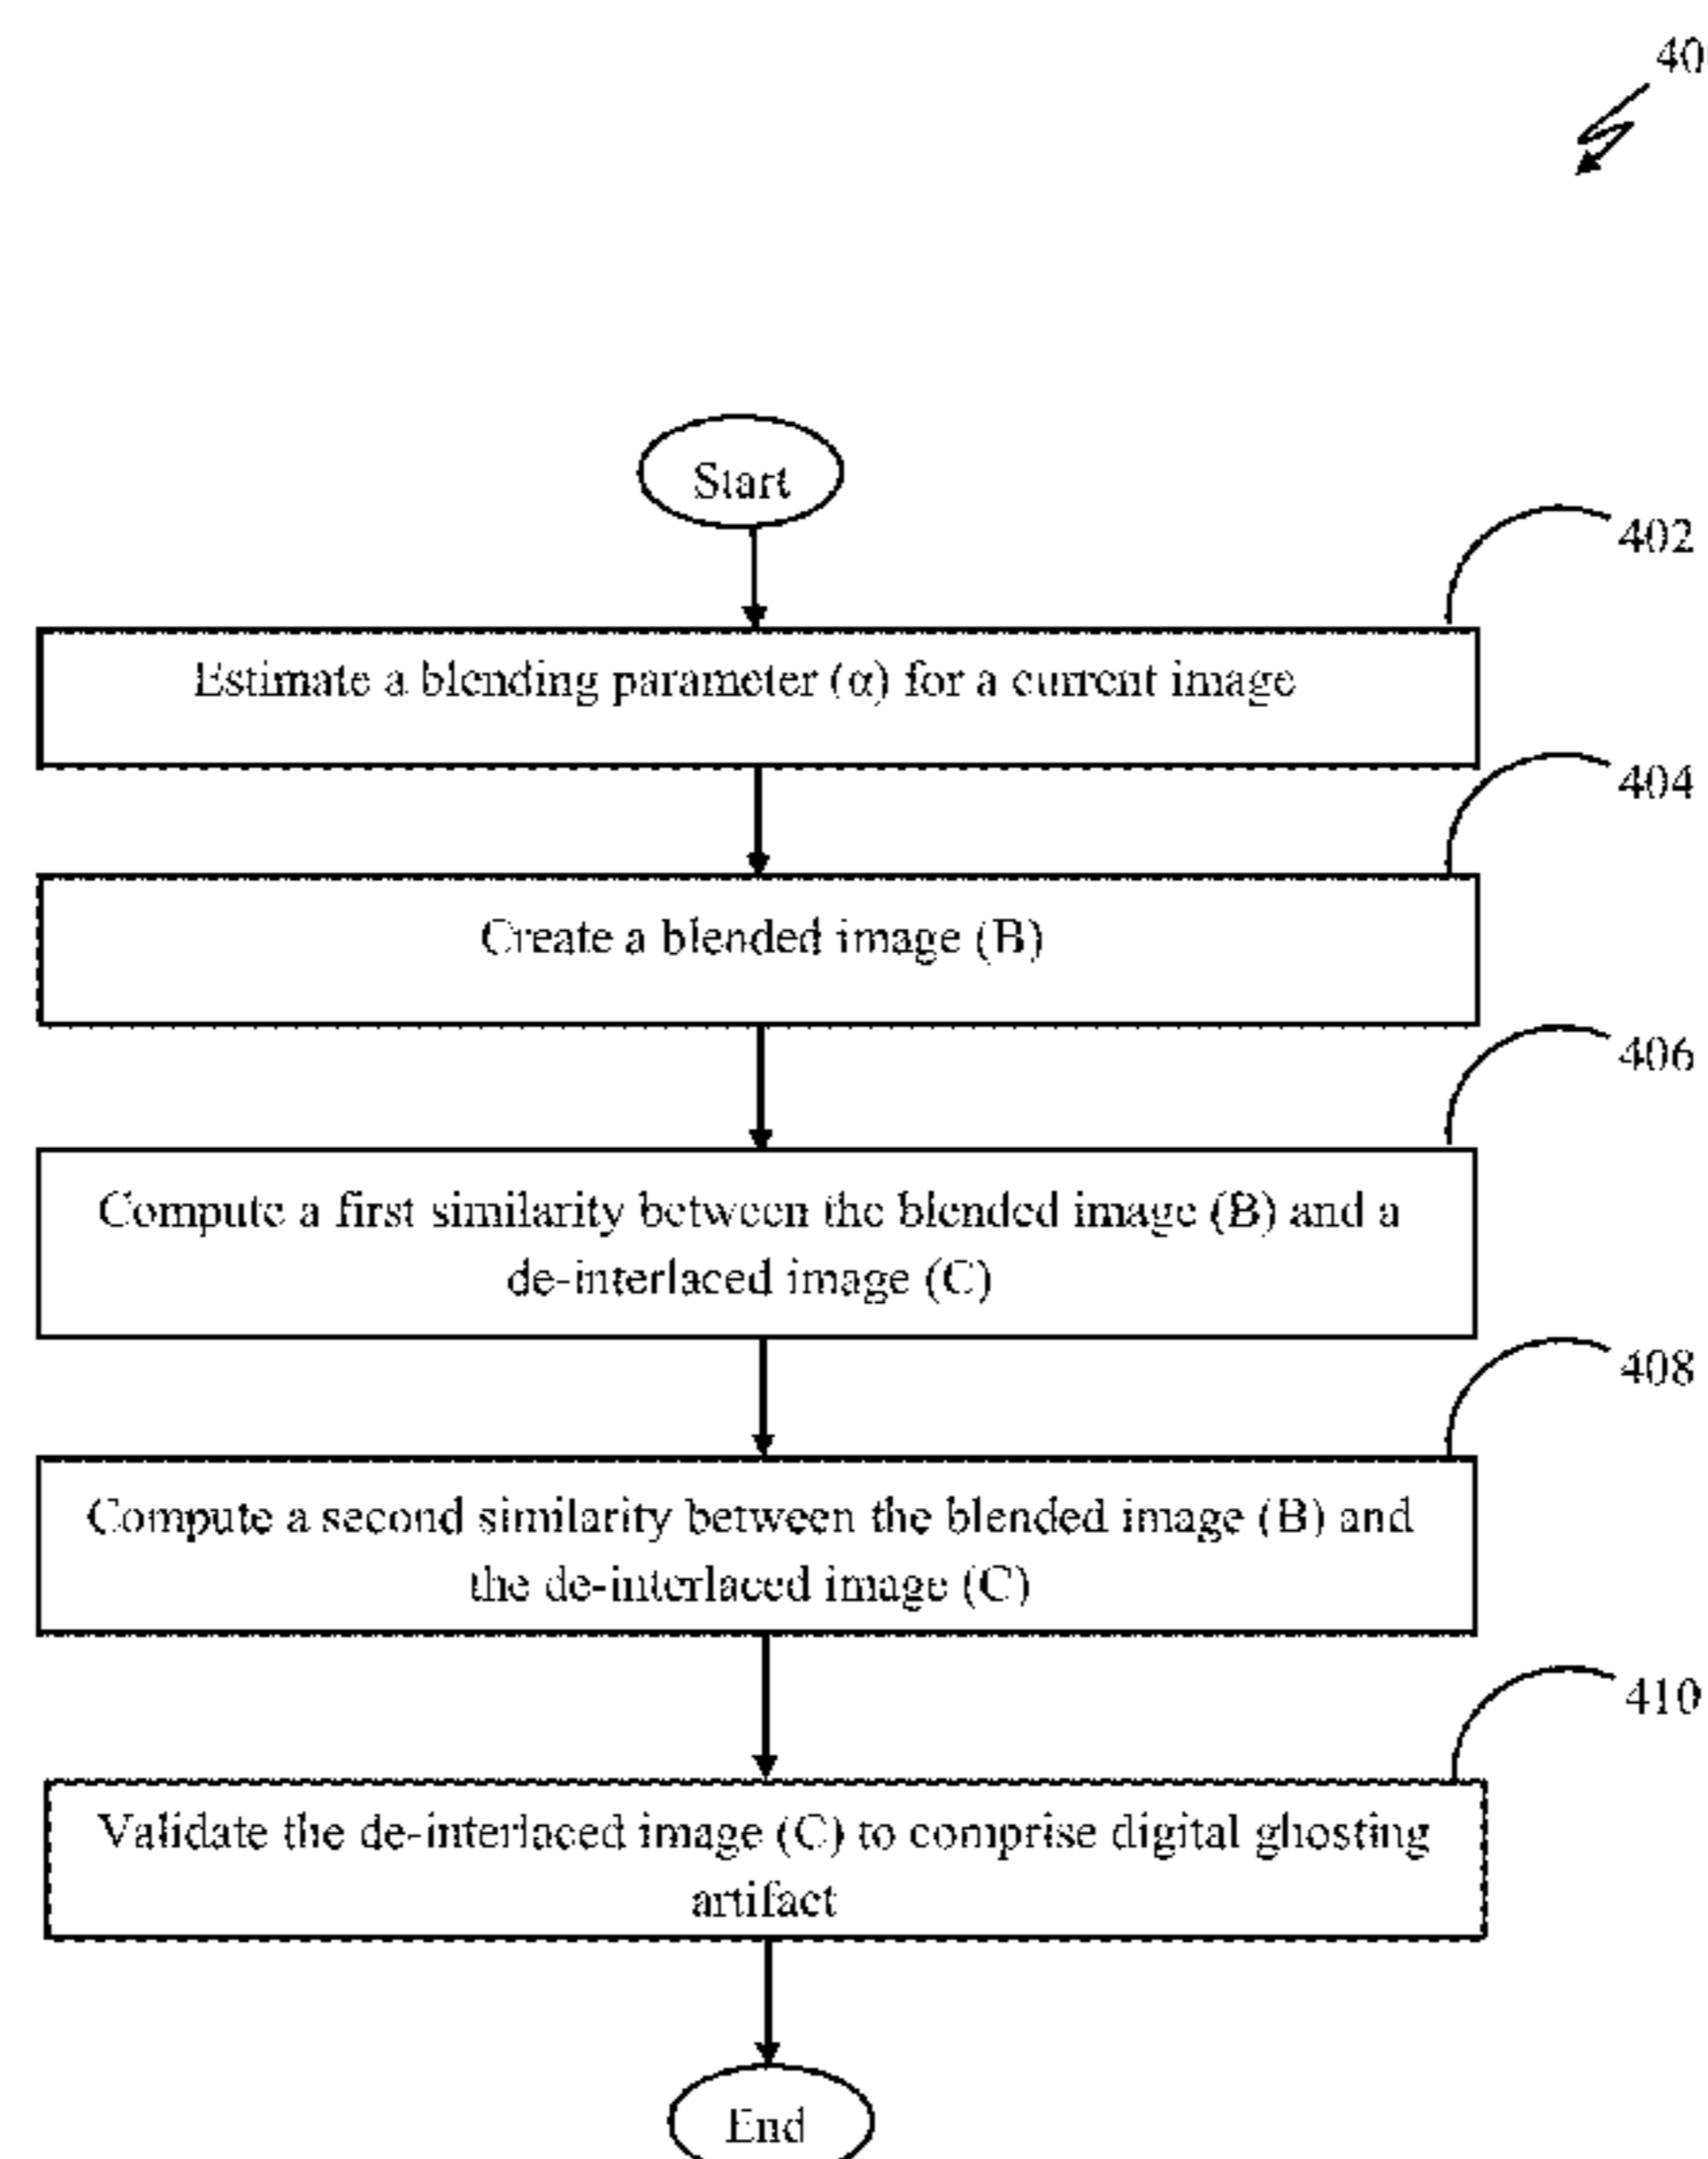 40
Start
402
Estimate a blending parameter (α) for a current image
404
Create a blended image (B)
406
Compute a first similarity between the blended image (B) and a
de-interlaced image (C)
408
Compute a second similarity between the blended image (B) and
the de-interlaced image (C)
410
Validate the de-interlaced image (C) to comprise digital ghosting
artifact
End